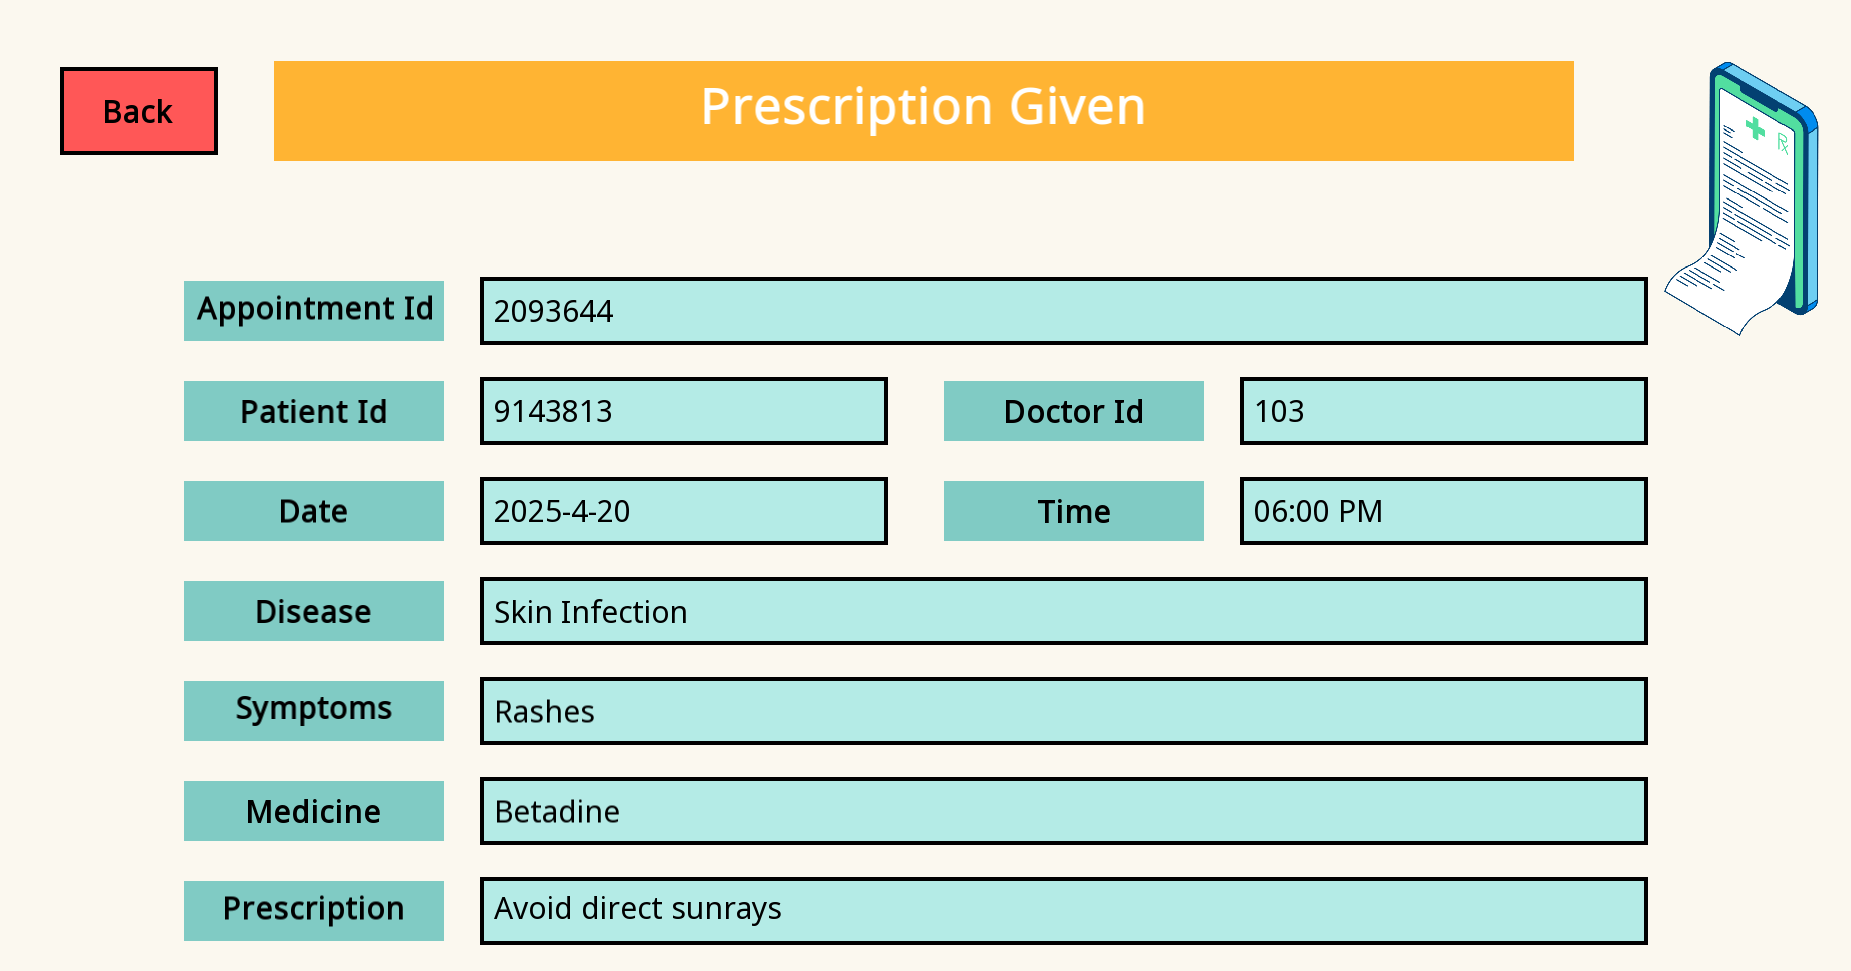 Back
Prescription Given
Appointment Id 2093644
Patient Id 9143813 Doctor Id 103
Date 2025-4-20 Time 06:00 PM
Disease Skin Infection
Symptoms Rashes
Medicine Betadine
Prescription Avoid direct sunrays